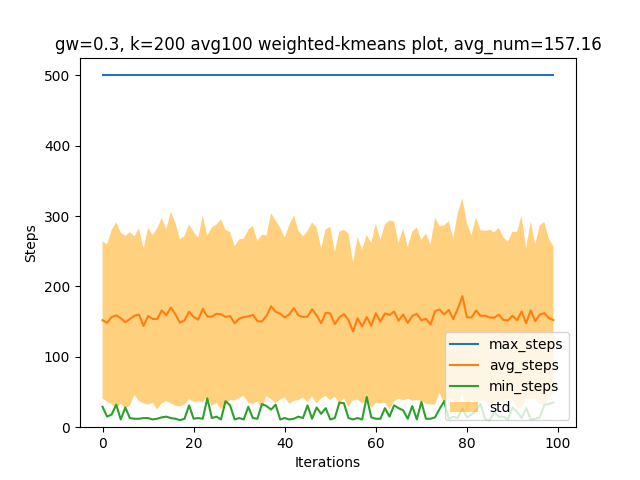 gw=0.3, k=200 avg100 weighted-kmeans plot, avg_num=157.16
500
400
300
200
100
0
Steps
max_steps
avg_steps
min_steps
std
0
20
40
60
80
100
Iterations